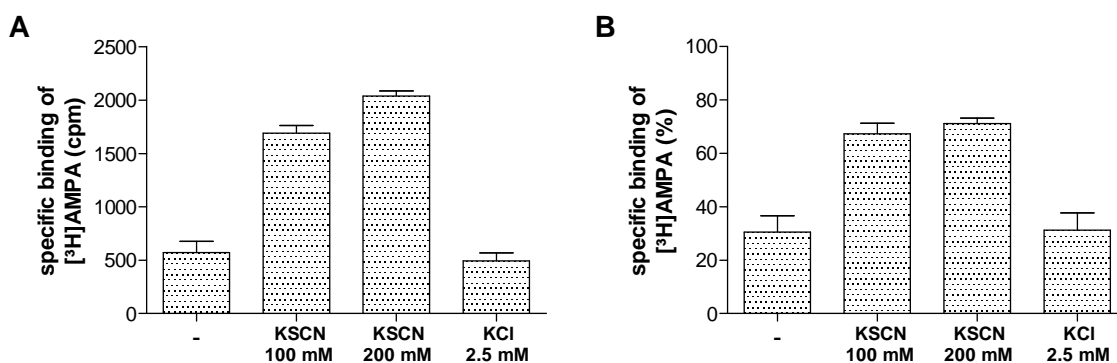 A
B
specific binding of
[³H]AMPA (cpm)
2500
2000
1500
1000
500
0
-
KSCN
100 mM
KSCN
200 mM
KCl
2.5 mM
specific binding of
[³H]AMPA (%)
100
80
60
40
20
0
-
KSCN
100 mM
KSCN
200 mM
KCl
2.5 mM